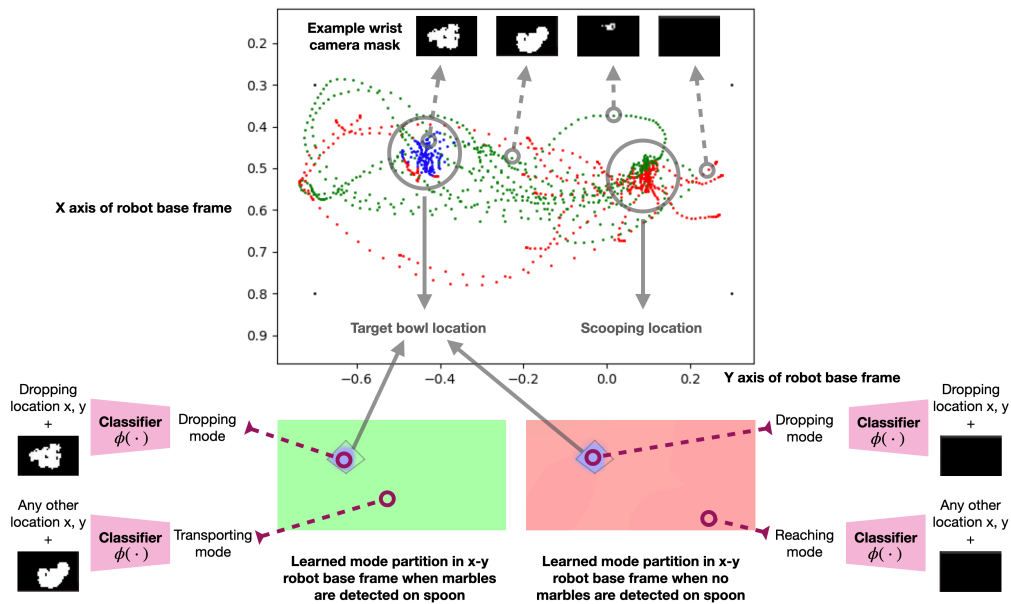 Example wrist
camera mask
0.2
0.3
0.4
0.5
0.6
0.7
0.8
0.9
X axis of robot base frame
Target bowl location
Scooping location
−0.6
−0.4
−0.2
0.0
0.2
Y axis of robot base frame
Dropping
location x, y
+
Classifier
ϕ( · )
Dropping
mode
Any other
location x, y
+
Classifier
ϕ( · )
Transporting
mode
Learned mode partition in x-y
robot base frame when marbles
are detected on spoon
Learned mode partition in x-y
robot base frame when no
marbles are detected on spoon
Dropping
mode
Classifier
ϕ( · )
Dropping
location x, y
+
Reaching
mode
Classifier
ϕ( · )
Any other
location x, y
+